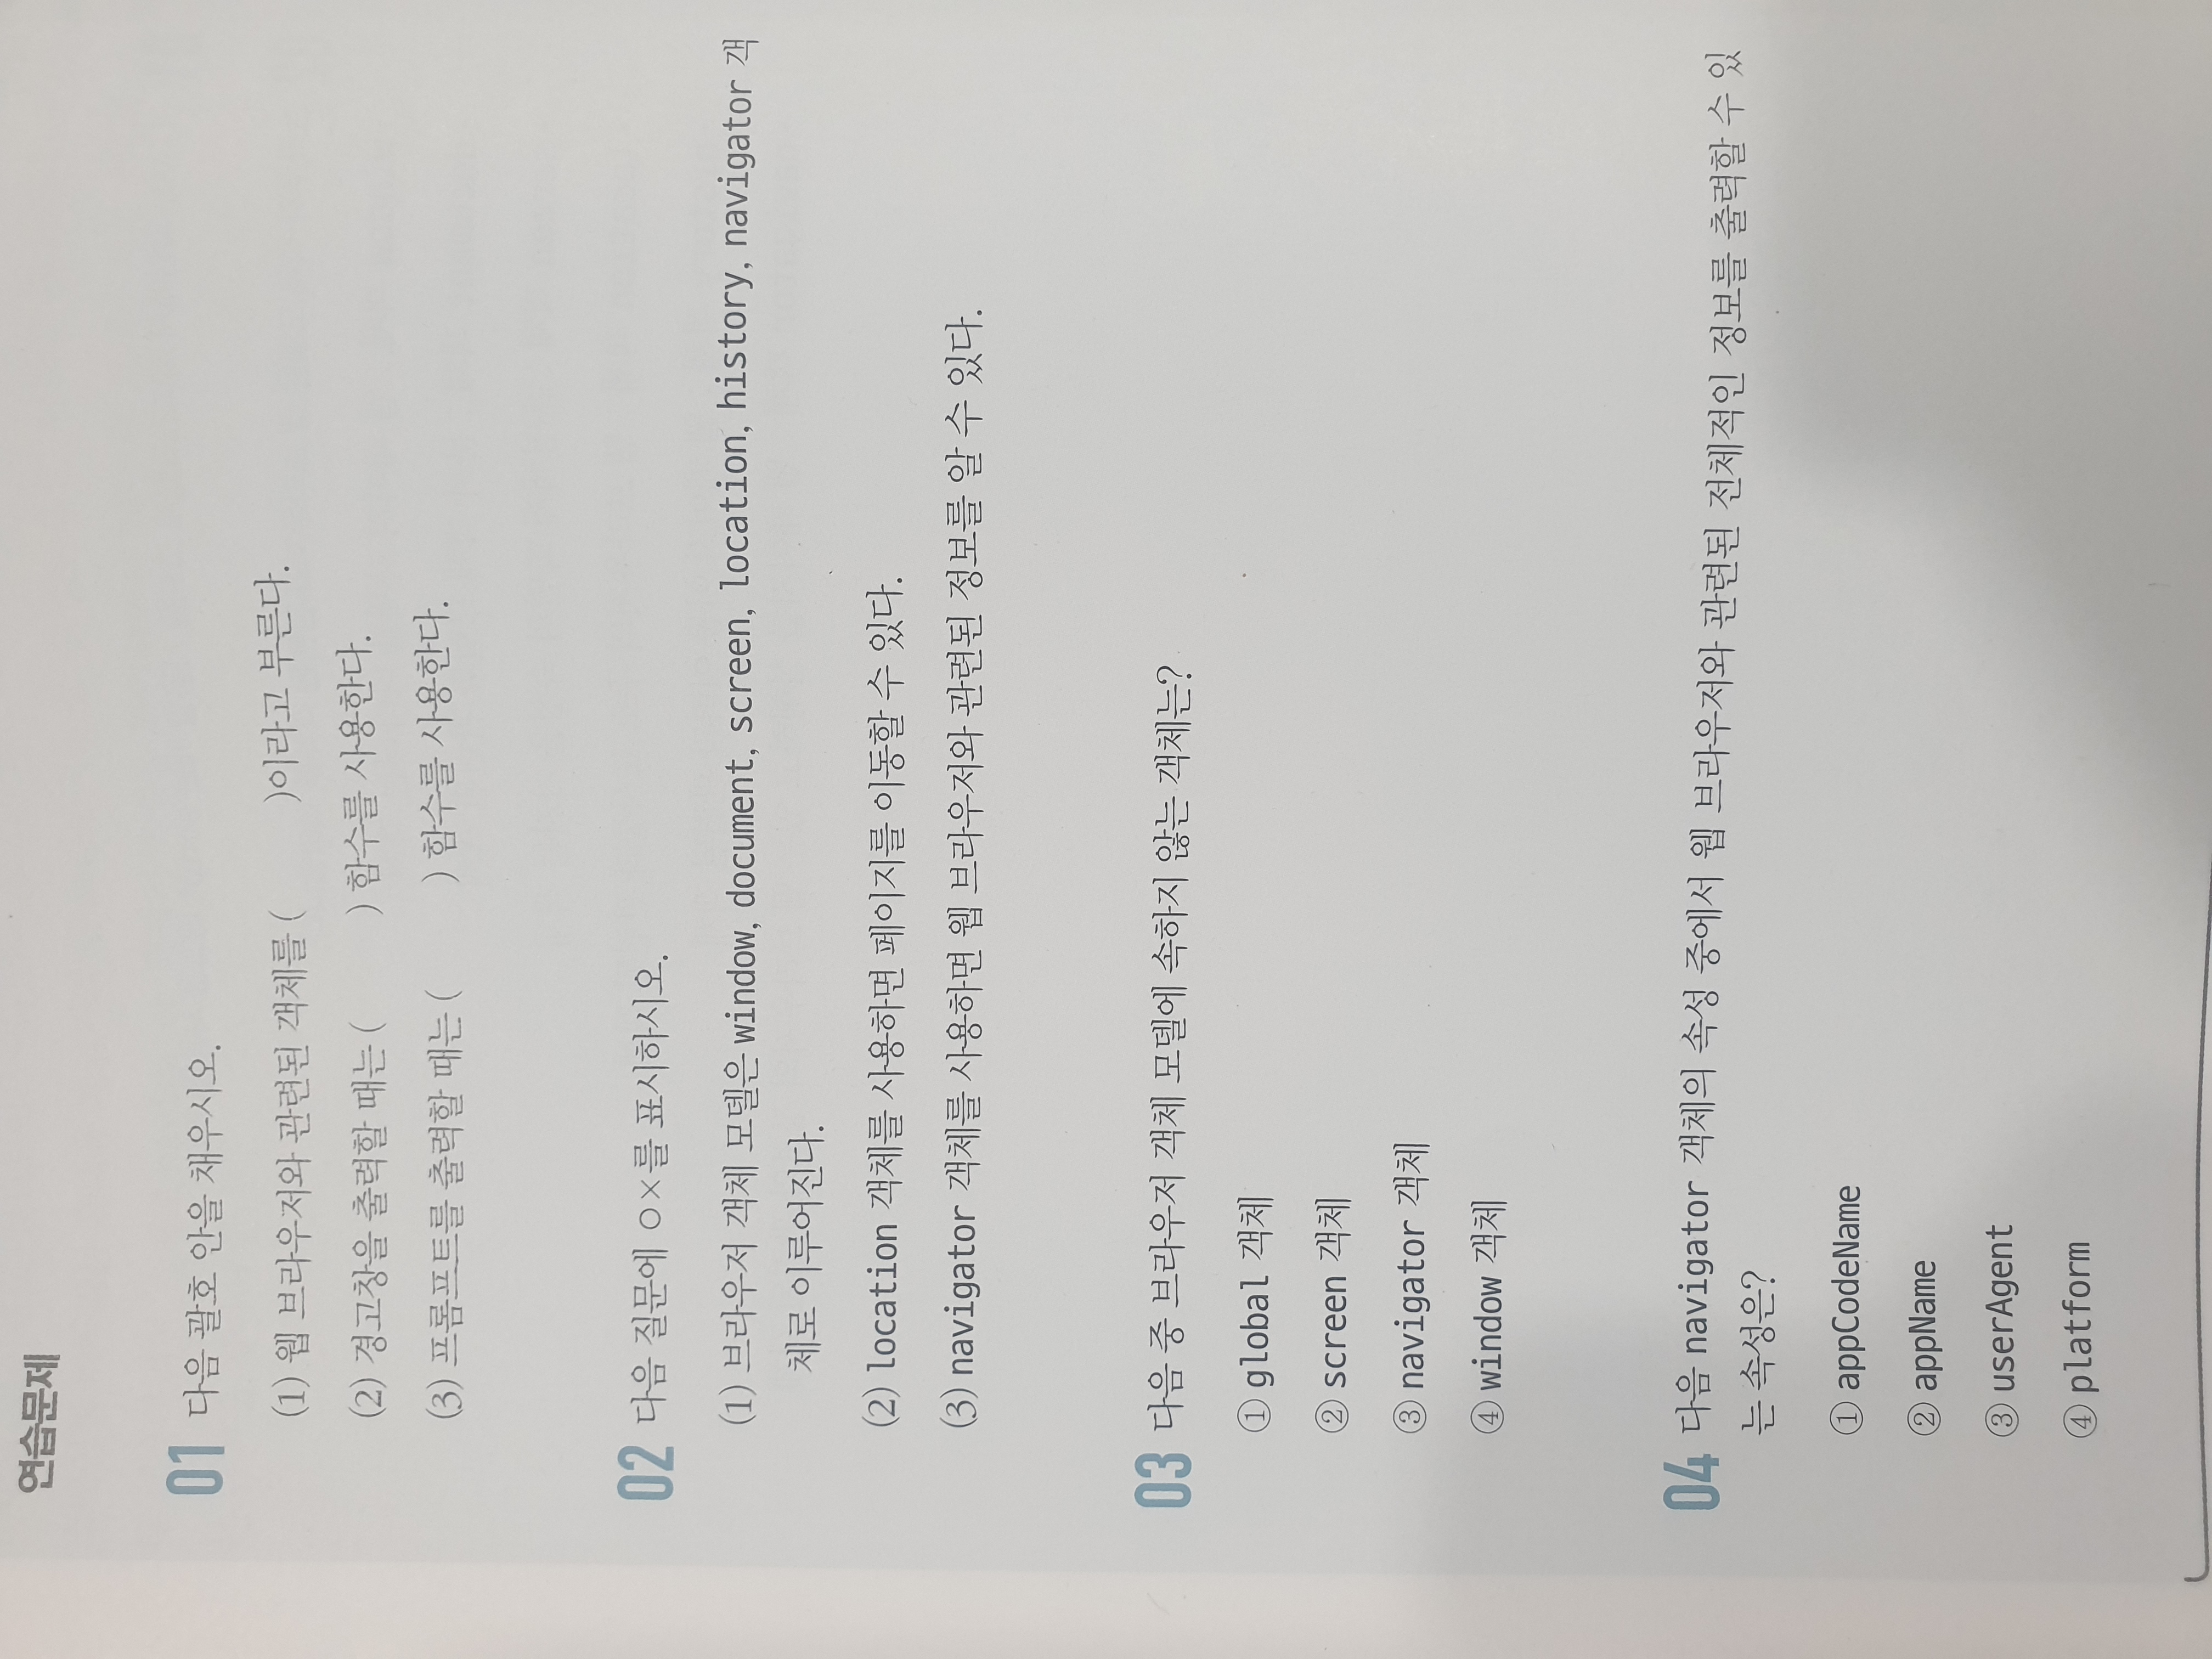 연습문제
01 다음 괄호 안을 채우시오.
(1) 웹 브라우저와 관련된 객체를 (          )이라고 부른다.
(2) 경고창을 출력할 때는 (          ) 함수를 사용한다.
(3) 프롬프트를 출력할 때는 (          ) 함수를 사용한다.
02 다음 질문에 ○×를 표시하시오.
(1) 브라우저 객체 모델은 window, document, screen, location, history, navigator 객
체로 이루어진다.
(2) location 객체를 사용하면 페이지를 이동할 수 있다.
(3) navigator 객체를 사용하면 웹 브라우저와 관련된 정보를 알 수 있다.
03 다음 중 브라우저 객체 모델에 속하지 않는 객체는?
① global 객체
② screen 객체
③ navigator 객체
④ window 객체
04 다음 navigator 객체의 속성 중에서 웹 브라우저와 관련된 전체적인 정보를 출력할 수 있
는 속성은?
① appCodeName
② appName
③ userAgent
④ platform